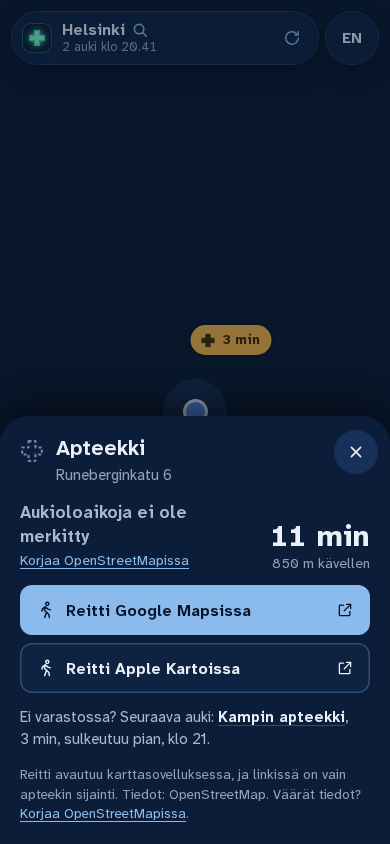 Helsinki
2 auki klo 20.41
EN
3 min
Apteekki
Runeberginkatu 6
Aukioloaikoja ei ole
merkitty
Korjaa OpenStreetMapissa
11 min
850 m kävellen
Reitti Google Mapsissa
Reitti Apple Kartoissa
Ei varastossa? Seuraava auki: Kampin apteekki,
3 min, sulkeutuu pian, klo 21.
Reitti avautuu karttasovelluksessa, ja linkissä on vain
apteekin sijainti. Tiedot: OpenStreetMap. Väärät tiedot?
Korjaa OpenStreetMapissa.